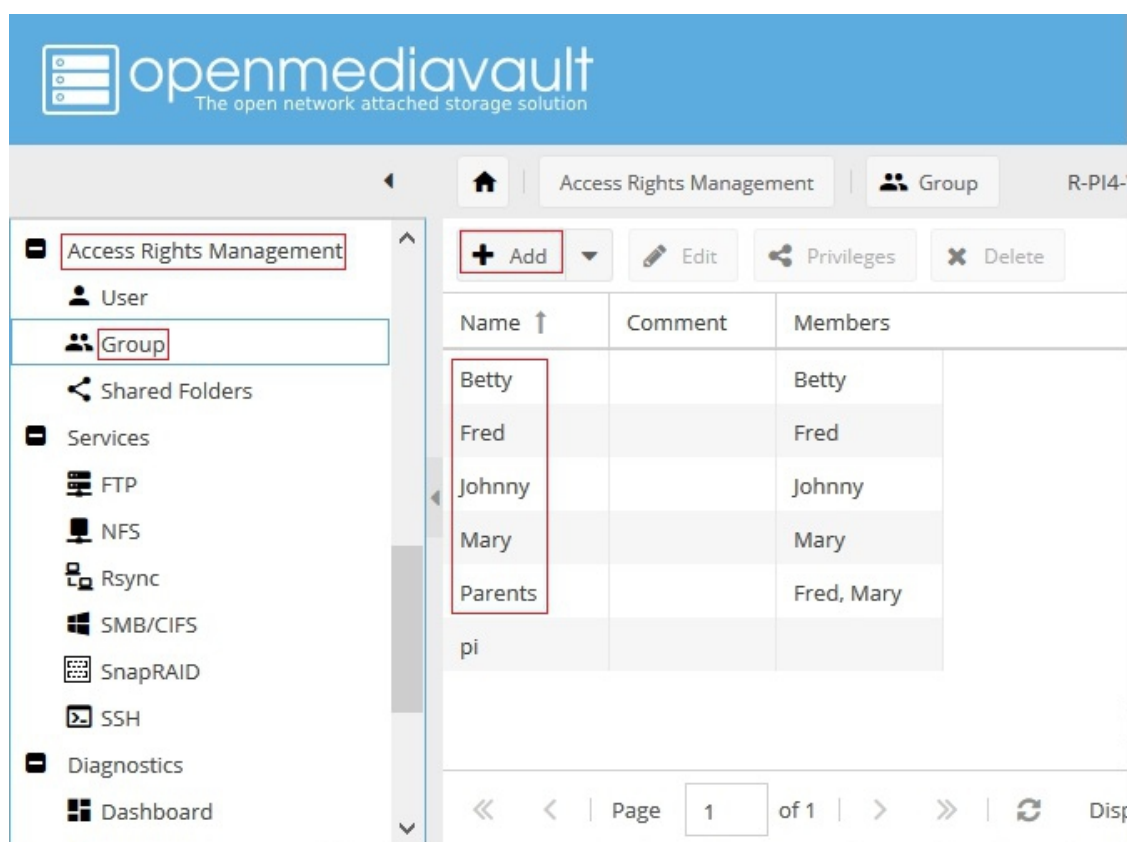 openmediavault
The open network attached storage solution
Access Rights Management
Group
R-PI4-
Access Rights Management
User
Group
Shared Folders
Services
FTP
NFS
Rsync
SMB/CIFS
SnapRAID
SSH
Diagnostics
Dashboard
Add
Edit
Privileges
Delete
Name Comment Members
Betty Betty
Fred Fred
Johnny Johnny
Mary Mary
Parents Fred, Mary
pi
Page 1 of 1